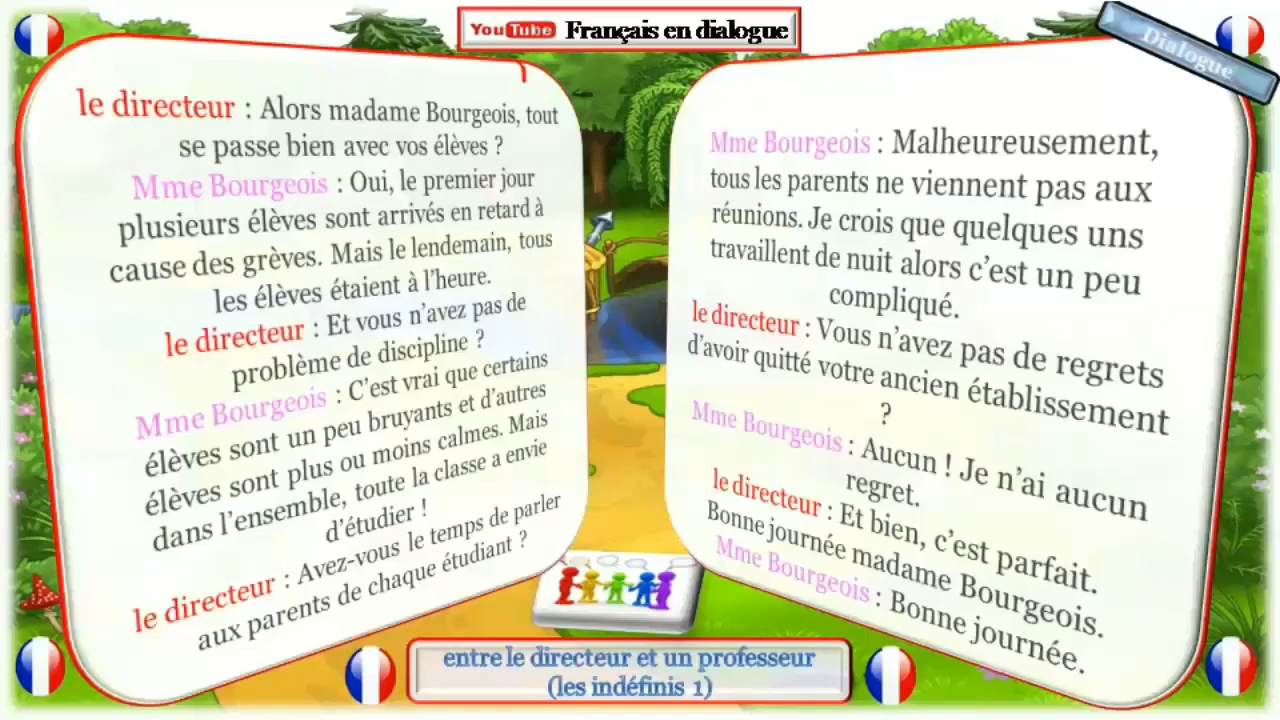 YouTube Français en dialogue
Dialogue
le directeur : Alors madame Bourgeois, tout
se passe bien avec vos élèves ?
Mme Bourgeois : Oui, le premier jour
plusieurs élèves sont arrivés en retard à
cause des grèves. Mais le lendemain, tous
les élèves étaient à l'heure.
le directeur : Et vous n'avez pas de
problème de discipline ?
Mme Bourgeois : C'est vrai que certains
élèves sont un peu bruyants et d'autres
élèves sont plus ou moins calmes. Mais
dans l'ensemble, toute la classe a envie
d'étudier !
le directeur : Avez-vous le temps de parler
aux parents de chaque étudiant ?
Mme Bourgeois : Malheureusement,
tous les parents ne viennent pas aux
réunions. Je crois que quelques uns
travaillent de nuit alors c'est un peu
compliqué.
le directeur : Vous n'avez pas de regrets
d'avoir quitté votre ancien établissement
?
Mme Bourgeois : Aucun ! Je n'ai aucun
regret.
le directeur : Et bien, c'est parfait.
Bonne journée madame Bourgeois.
Mme Bourgeois : Bonne journée.
entre le directeur et un professeur
(les indéfinis 1)